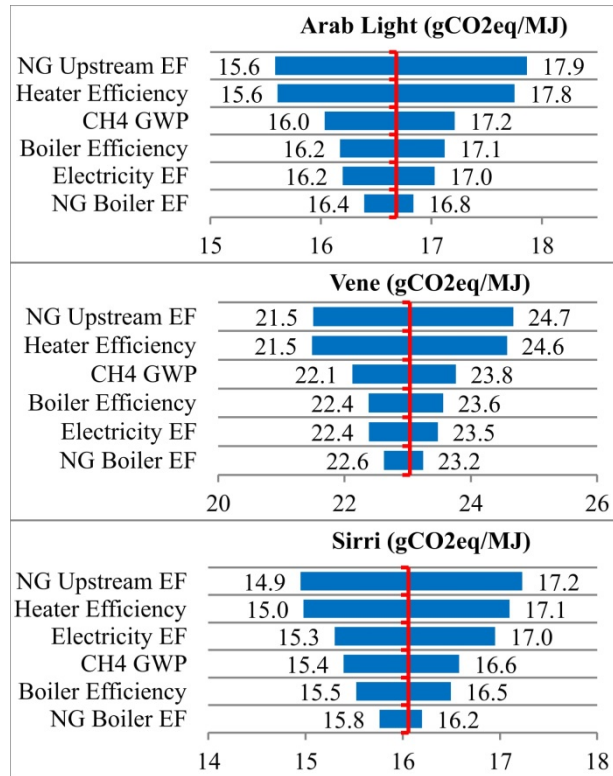 Arab Light (gCO2eq/MJ)
NG Upstream EF 15.6 17.9
Heater Efficiency 15.6 17.8
CH4 GWP 16.0 17.2
Boiler Efficiency 16.2 17.1
Electricity EF 16.2 17.0
NG Boiler EF 16.4 16.8
15 16 17 18
Vene (gCO2eq/MJ)
NG Upstream EF 21.5 24.7
Heater Efficiency 21.5 24.6
CH4 GWP 22.1 23.8
Boiler Efficiency 22.4 23.6
Electricity EF 22.4 23.5
NG Boiler EF 22.6 23.2
20 22 24 26
Sirri (gCO2eq/MJ)
NG Upstream EF 14.9 17.2
Heater Efficiency 15.0 17.1
Electricity EF 15.3 17.0
CH4 GWP 15.4 16.6
Boiler Efficiency 15.5 16.5
NG Boiler EF 15.8 16.2
14 15 16 17 18